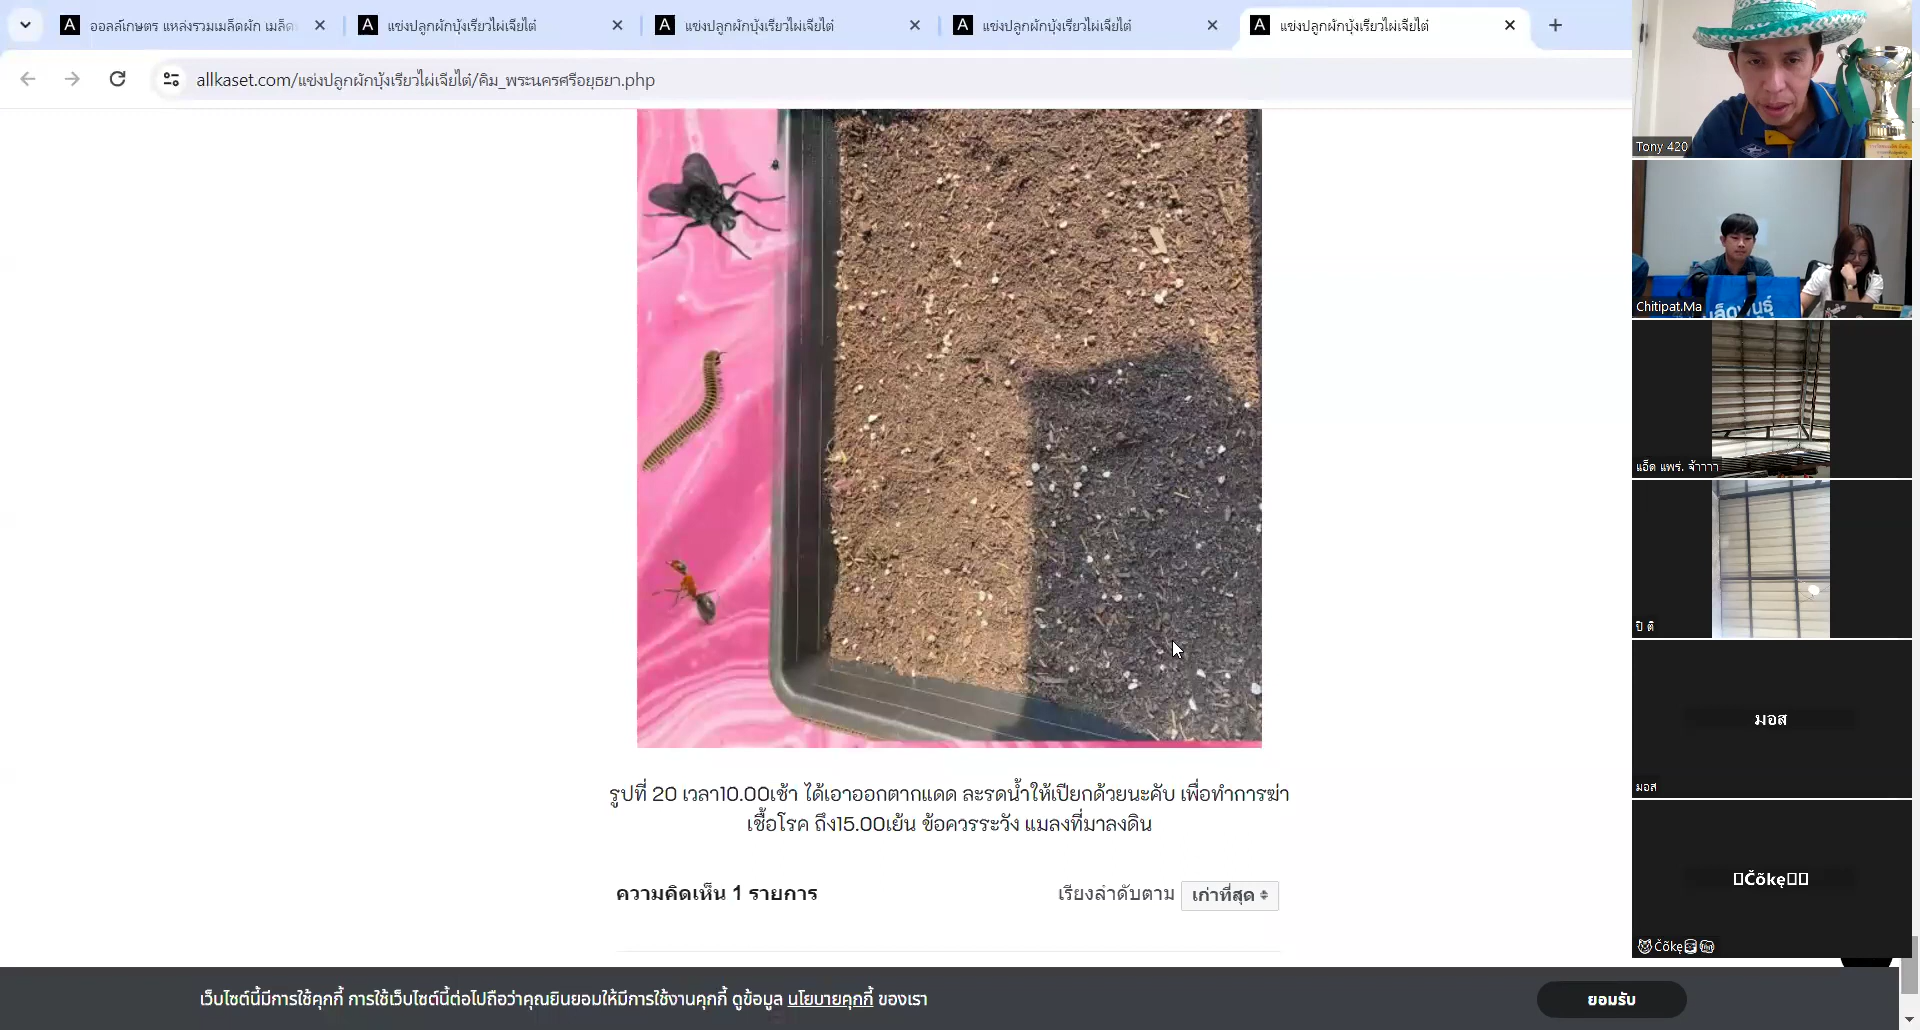 ออลล์เกษตร แหล่งรวมเมล็ดผัก เมล็ด
แข่งปลูกผักบุ้งเรียวไผ่เจียไต๋
แข่งปลูกผักบุ้งเรียวไผ่เจียไต๋
แข่งปลูกผักบุ้งเรียวไผ่เจียไต๋
แข่งปลูกผักบุ้งเรียวไผ่เจียไต๋
allkaset.com/แข่งปลูกผักบุ้งเรียวไผ่เจียไต๋/คิม_พระนครศรีอยุธยา.php
รูปที่ 20 เวลา10.00เช้า ได้เอาออกตากแดด ละรดน้ำให้เปียกด้วยนะคับ เพื่อทำการฆ่า
เชื้อโรค ถึง15.00เย้น ข้อควรระวัง แมลงที่มาลงดิน
ความคิดเห็น 1 รายการ
เรียงลำดับตาม เก่าที่สุด
เว็บไซต์นี้มีการใช้คุกกี้ การใช้เว็บไซต์นี้ต่อไปถือว่าคุณยินยอมให้มีการใช้งานคุกกี้ ดูข้อมูล นโยบายคุกกี้ ของเรา
ยอมรับ
Tony 420
Chitipat.Ma
แอ็ด แพร่. จ้าาาา
ปิ ติ
มอส
มอส
Čõkę
Čõkę